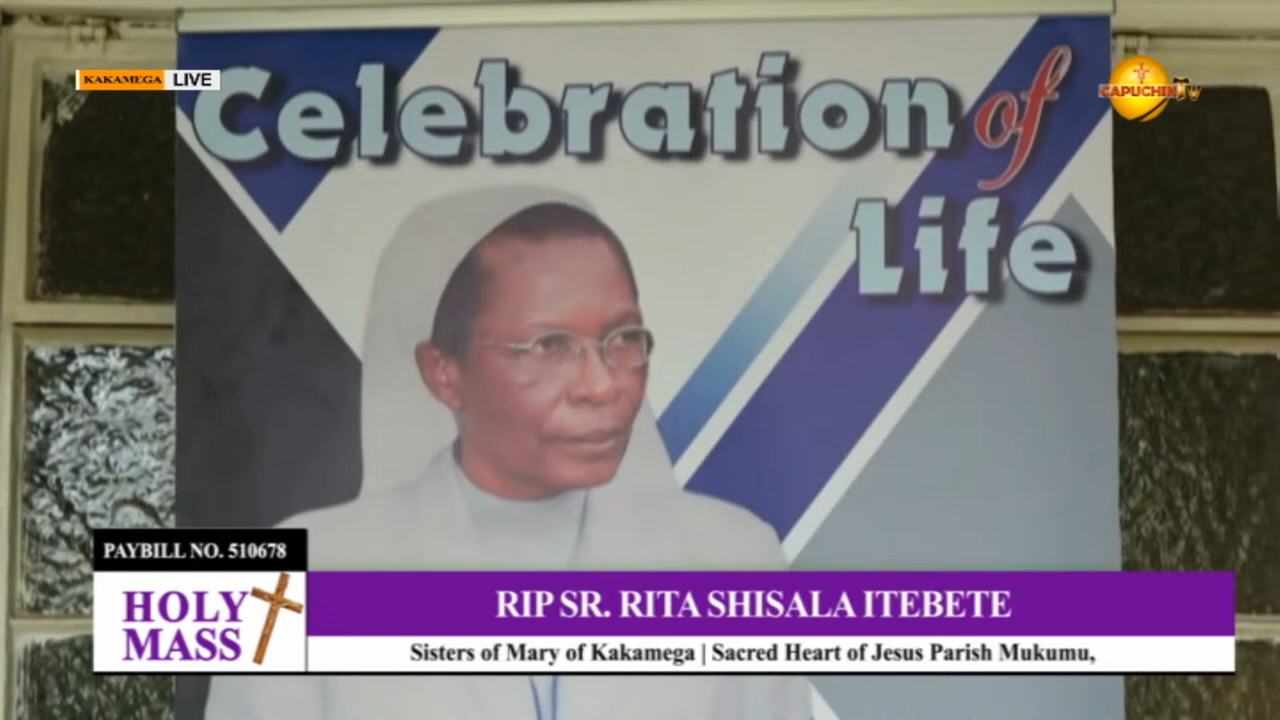 KAKAMEGA LIVE
CAPUCHIN TV
Celebration of
Life
PAYBILL NO. 510678
HOLY
MASS
RIP SR. RITA SHISALA ITEBETE
Sisters of Mary of Kakamega | Sacred Heart of Jesus Parish Mukumu,